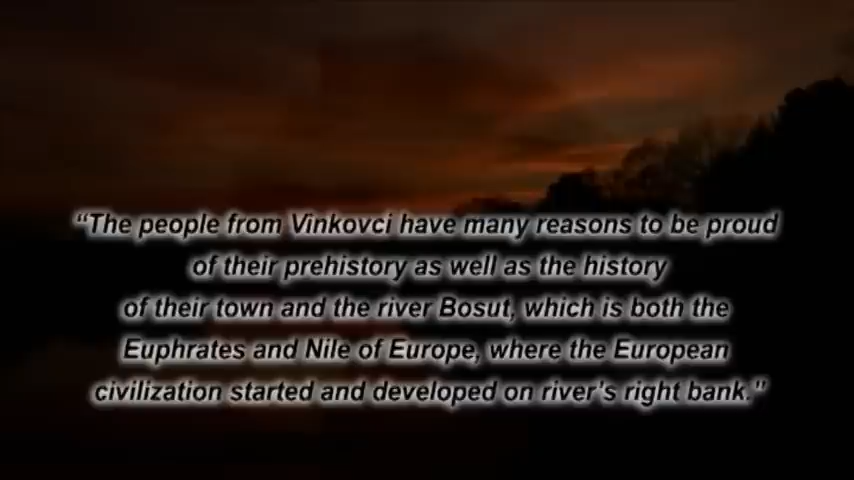 “The people from Vinkovci have many reasons to be proud
of their prehistory as well as the history
of their town and the river Bosut, which is both the
Euphrates and Nile of Europe, where the European
civilization started and developed on river's right bank."